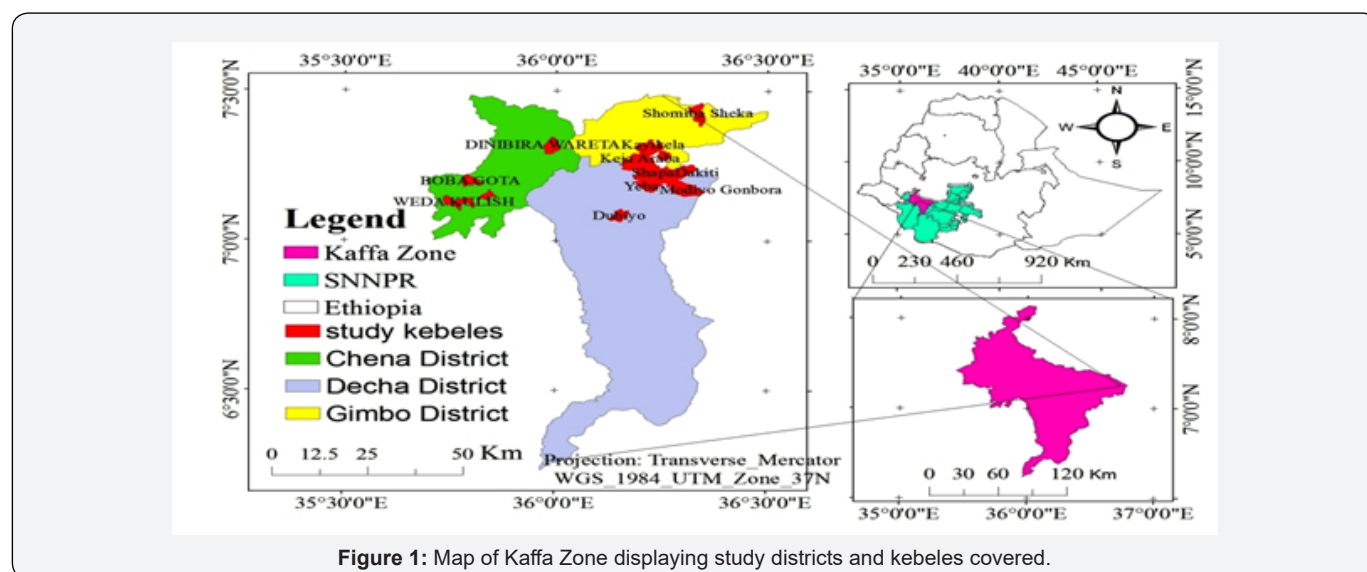 35°30'0"E 36°0'0"E 36°30'0"E
7°30'0"N
7°0'0"N
6°30'0"N
Shomiba Sheka
DINIBIRA WARETA Kayikela
Keja Araba
Shapa Dakiti
BOBA GOTA
Yeba Modiyo Gonbora
WEDA KULISH
Dubiyo
Legend
Kaffa Zone
SNNPR
Ethiopia
study kebeles
Chena District
Decha District
Gimbo District
0 12.5 25 50 Km
Projection: Transverse_Mercator
WGS_1984_UTM_Zone_37N
35°30'0"E 36°0'0"E 36°30'0"E
35°0'0"E 40°0'0"E 45°0'0"E
15°0'0"N
10°0'0"N
5°0'0"N
N
W E
S
0 230 460 920 Km
8°0'0"N
7°0'0"N
0 30 60 120 Km
35°0'0"E 36°0'0"E 37°0'0"E
Figure 1: Map of Kaffa Zone displaying study districts and kebeles covered.